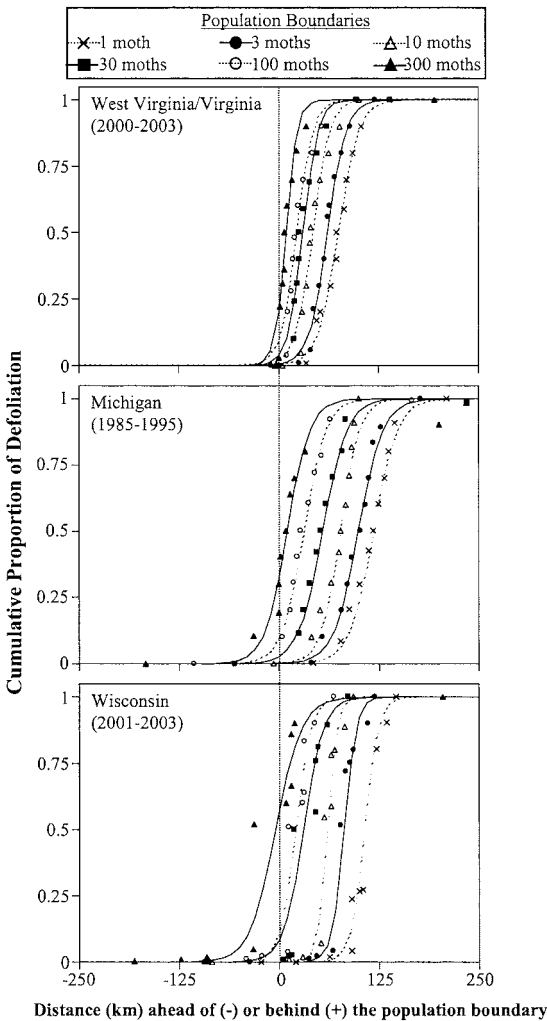 Population Boundaries
1 moth 3 moths 10 moths
30 moths 100 moths 300 moths
Cumulative Proportion of Defoliation
West Virginia/Virginia
(2000-2003)
1
0.75
0.5
0.25
0
Michigan
(1985-1995)
1
0.75
0.5
0.25
0
Wisconsin
(2001-2003)
1
0.75
0.5
0.25
0
-250 -125 0 125 250
Distance (km) ahead of (-) or behind (+) the population boundary